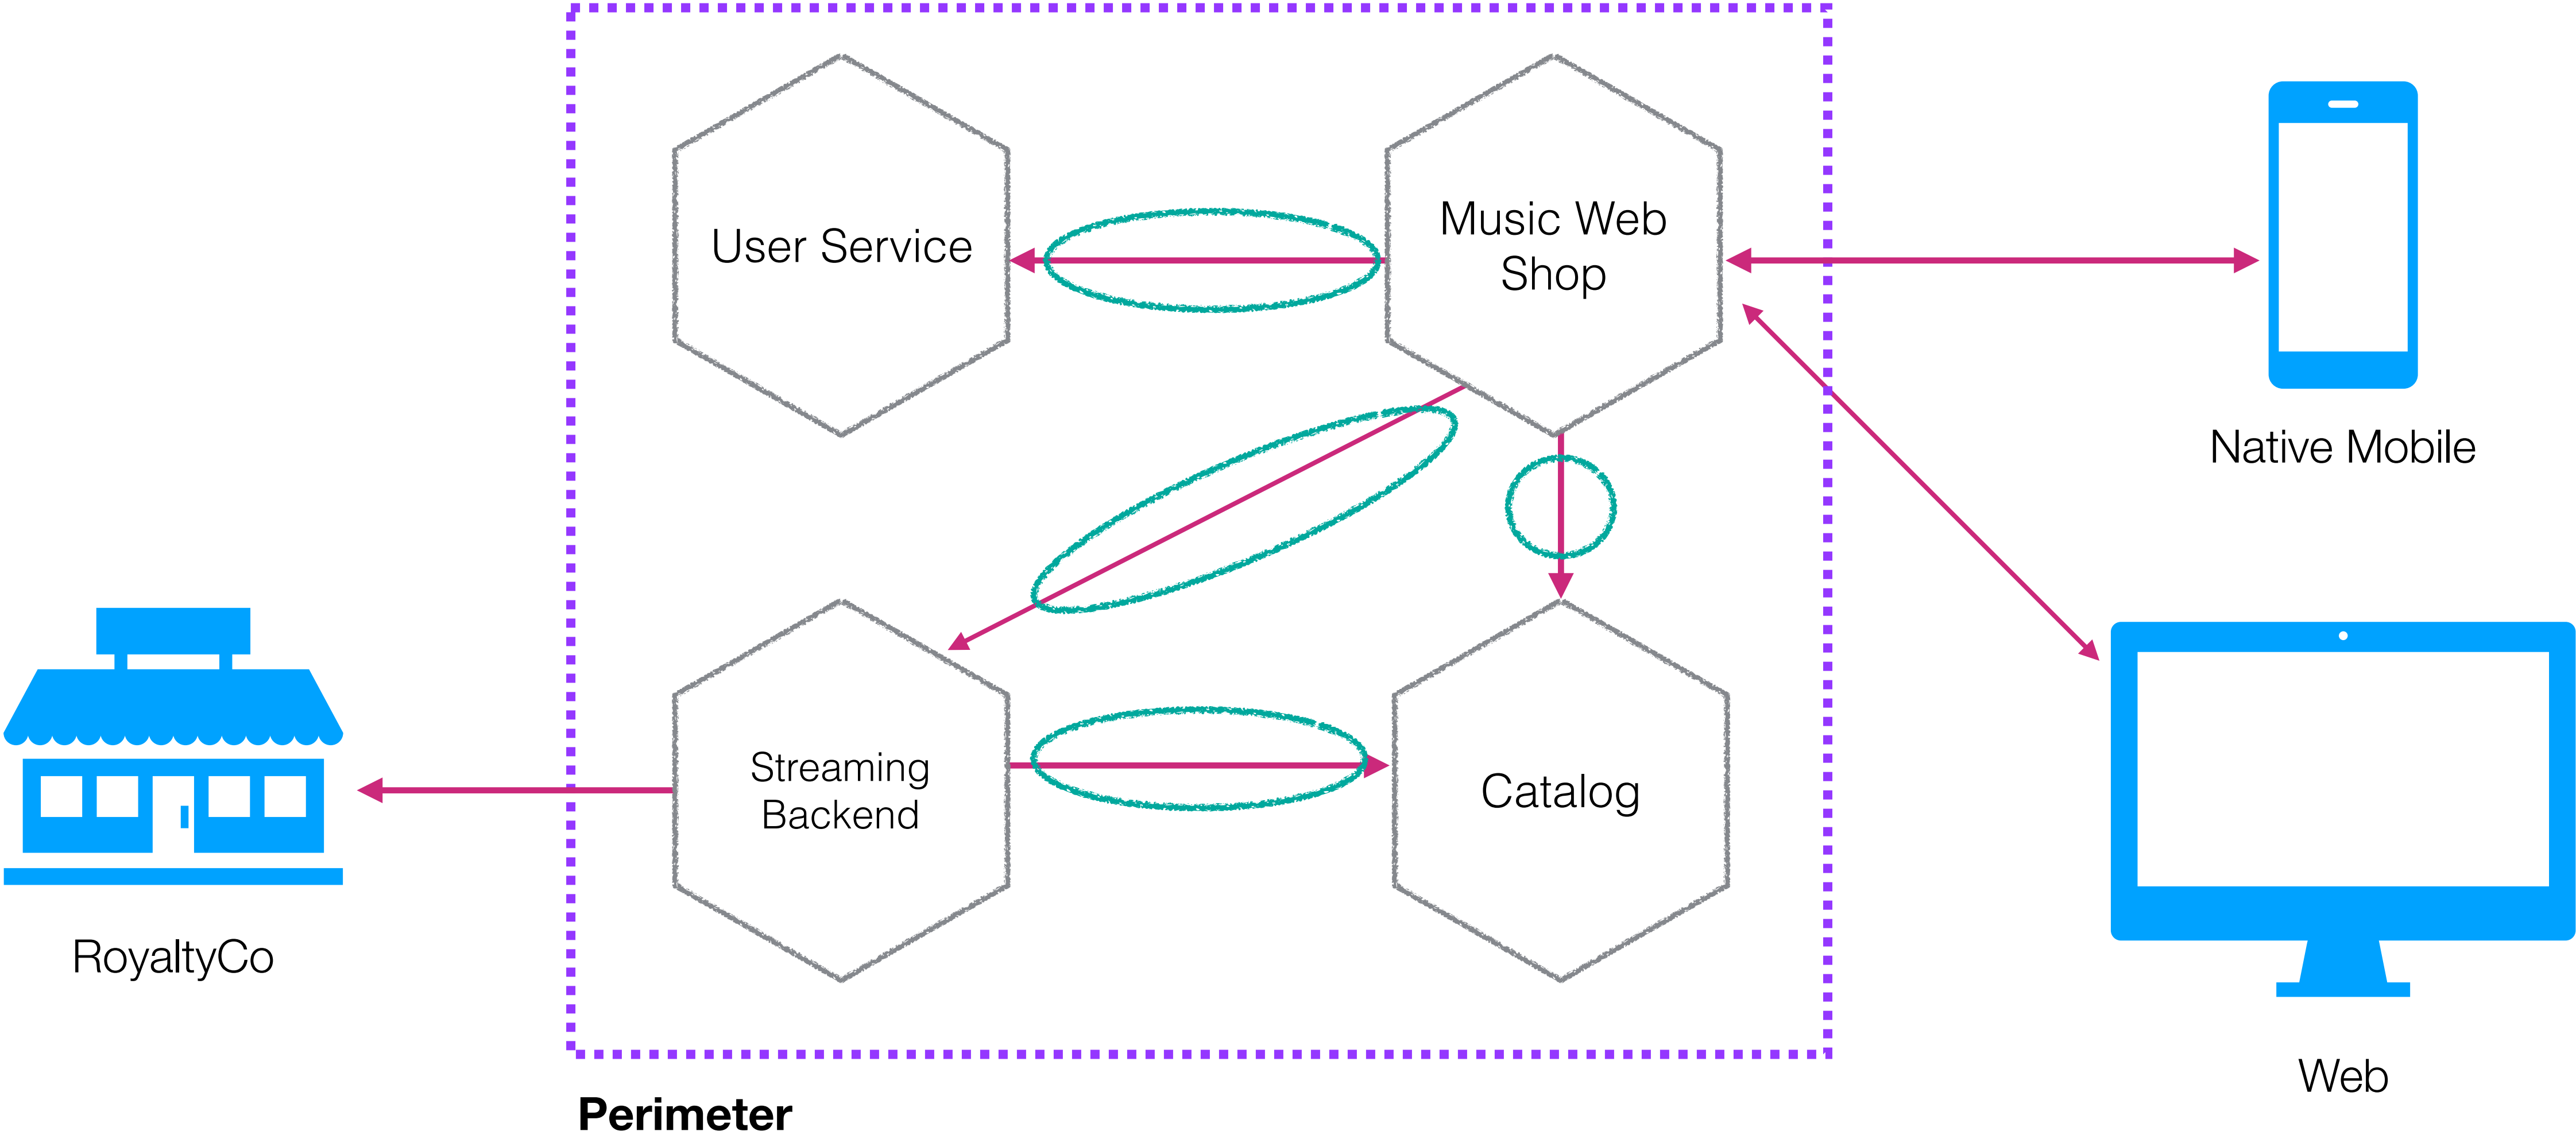 User Service
Music Web
Shop
Native Mobile
Streaming
Backend
Catalog
RoyaltyCo
Web
Perimeter